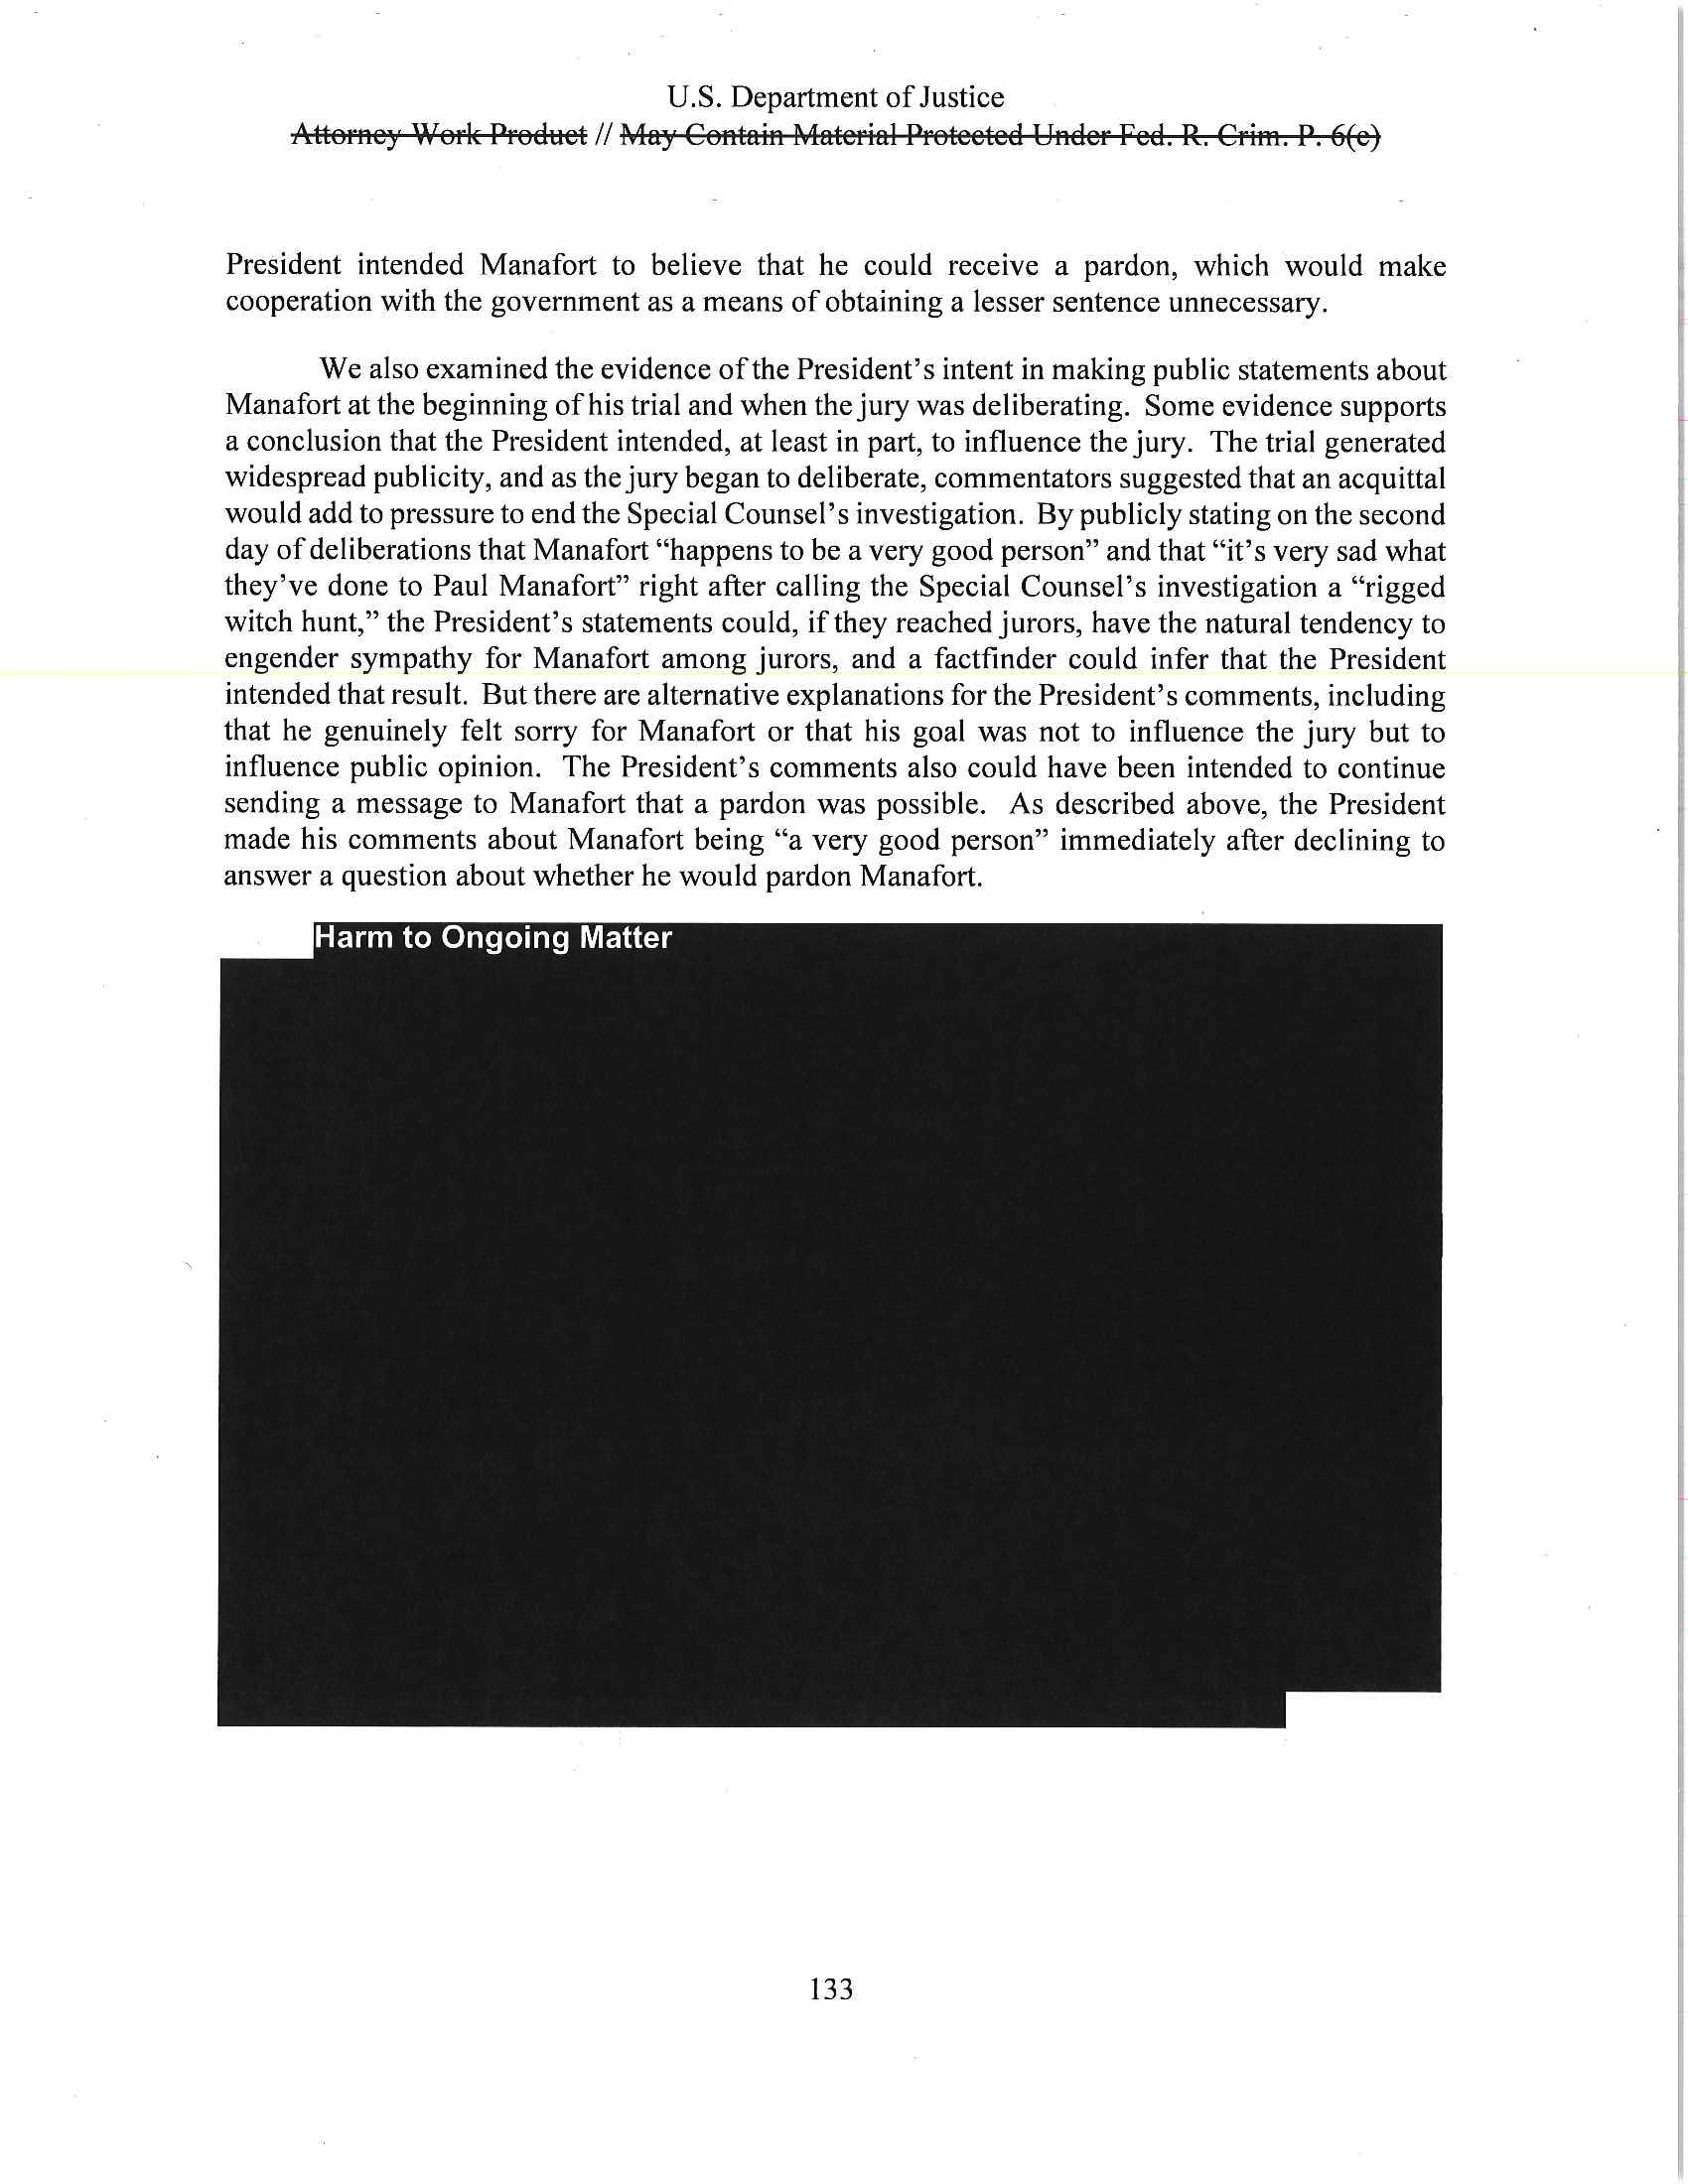 U.S. Department of Justice
Attorney Work Product // May Contain Material Protected Under Fed. R. Crim. P. 6(e)
President intended Manafort to believe that he could receive a pardon, which would make
cooperation with the government as a means of obtaining a lesser sentence unnecessary.
We also examined the evidence of the President’s intent in making public statements about
Manafort at the beginning of his trial and when the jury was deliberating. Some evidence supports
a conclusion that the President intended, at least in part, to influence the jury. The trial generated
widespread publicity, and as the jury began to deliberate, commentators suggested that an acquittal
would add to pressure to end the Special Counsel’s investigation. By publicly stating on the second
day of deliberations that Manafort “happens to be a very good person” and that “it’s very sad what
they’ve done to Paul Manafort” right after calling the Special Counsel’s investigation a “rigged
witch hunt,” the President’s statements could, if they reached jurors, have the natural tendency to
engender sympathy for Manafort among jurors, and a factfinder could infer that the President
intended that result. But there are alternative explanations for the President’s comments, including
that he genuinely felt sorry for Manafort or that his goal was not to influence the jury but to
influence public opinion. The President’s comments also could have been intended to continue
sending a message to Manafort that a pardon was possible. As described above, the President
made his comments about Manafort being “a very good person” immediately after declining to
answer a question about whether he would pardon Manafort.
Harm to Ongoing Matter
133